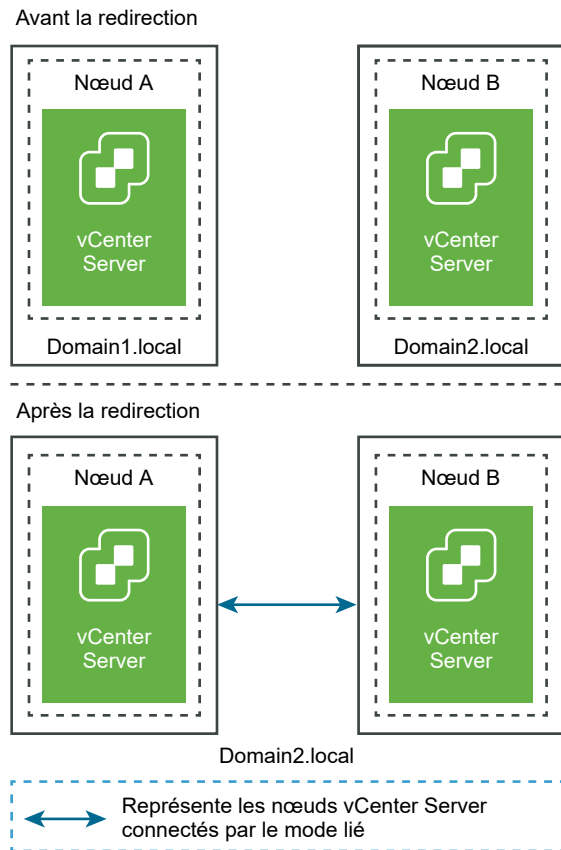 Avant la redirection
Nœud A
Nœud B
vCenter
Server
vCenter
Server
Domain1.local
Domain2.local
Après la redirection
Nœud A
Nœud B
vCenter
Server
vCenter
Server
Domain2.local
Représente les nœuds vCenter Server
connectés par le mode lié